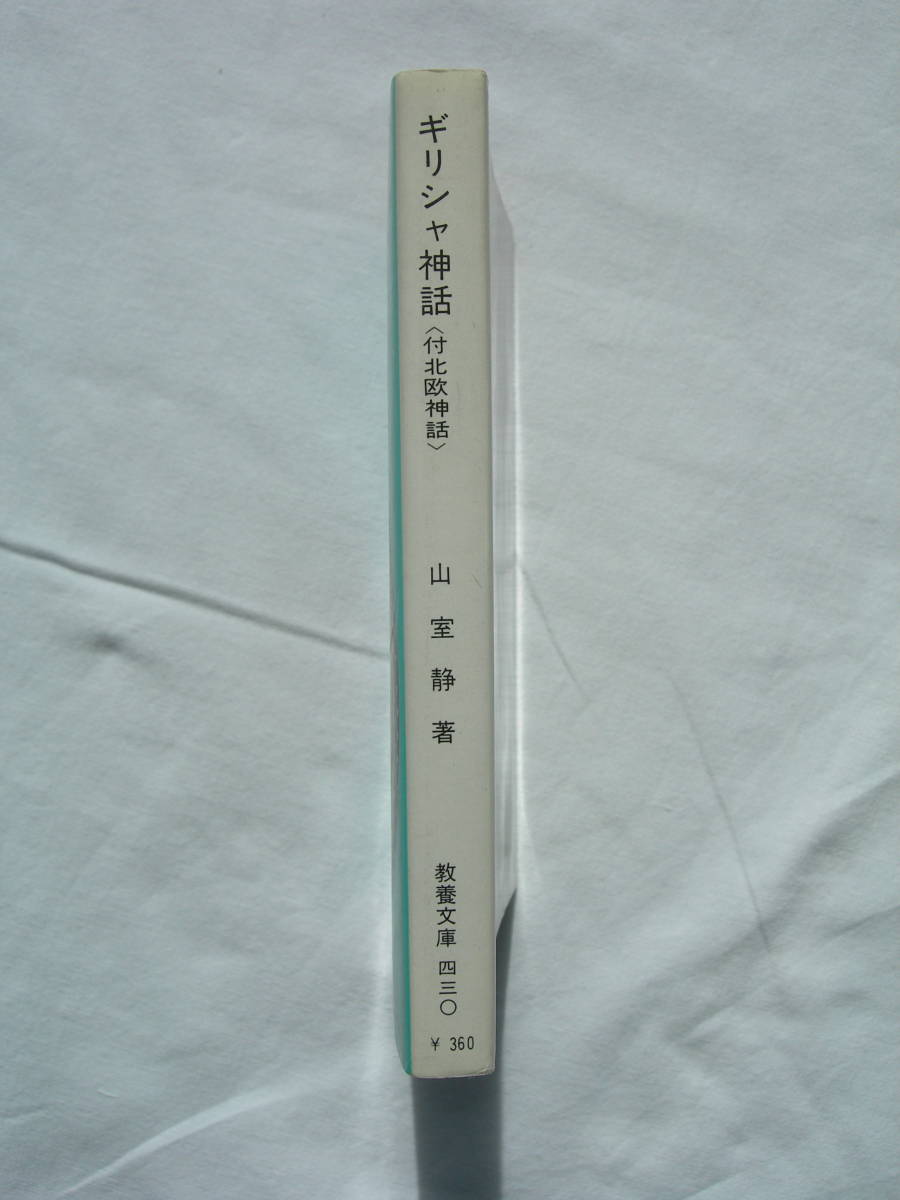 ギリシャ神話〈付北欧神話〉
山室静著
教養文庫 四三〇
¥ 360